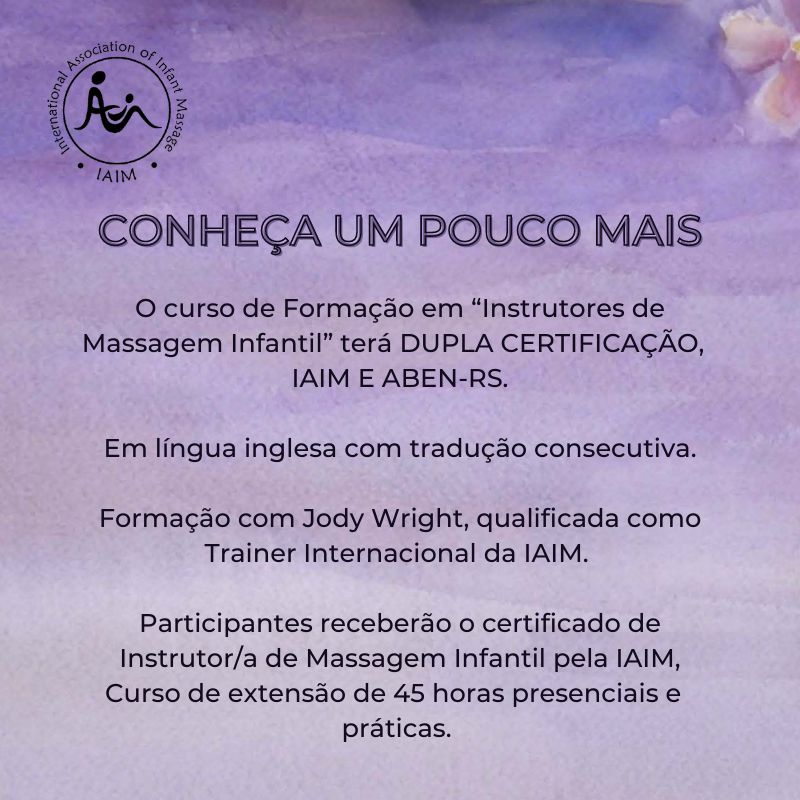 International Association of Infant Massage
• IAIM •
CONHEÇA UM POUCO MAIS
O curso de Formação em “Instrutores de
Massagem Infantil” terá DUPLA CERTIFICAÇÃO,
IAIM E ABEN-RS.
Em língua inglesa com tradução consecutiva.
Formação com Jody Wright, qualificada como
Trainer Internacional da IAIM.
Participantes receberão o certificado de
Instrutor/a de Massagem Infantil pela IAIM,
Curso de extensão de 45 horas presenciais e
práticas.